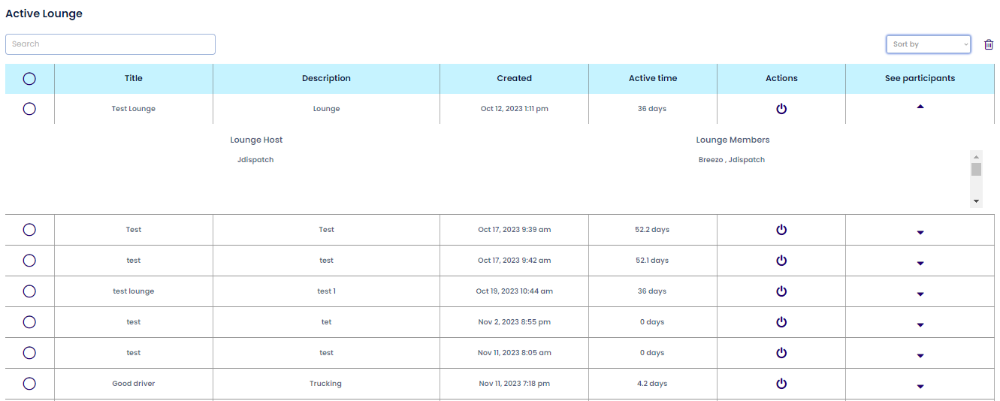 Active Lounge
Search Sort by
Title Description Created Active time Actions See participants
Test Lounge Lounge Oct 12, 2023 1:11 pm 36 days
Lounge Host Lounge Members
Jdispatch Breezo , Jdispatch
Test Test Oct 17, 2023 9:39 am 52.2 days
test test Oct 17, 2023 9:42 am 52.1 days
test lounge test 1 Oct 19, 2023 10:44 am 36 days
test tet Nov 2, 2023 8:55 pm 0 days
test test Nov 11, 2023 8:05 am 0 days
Good driver Trucking Nov 11, 2023 7:18 pm 4.2 days